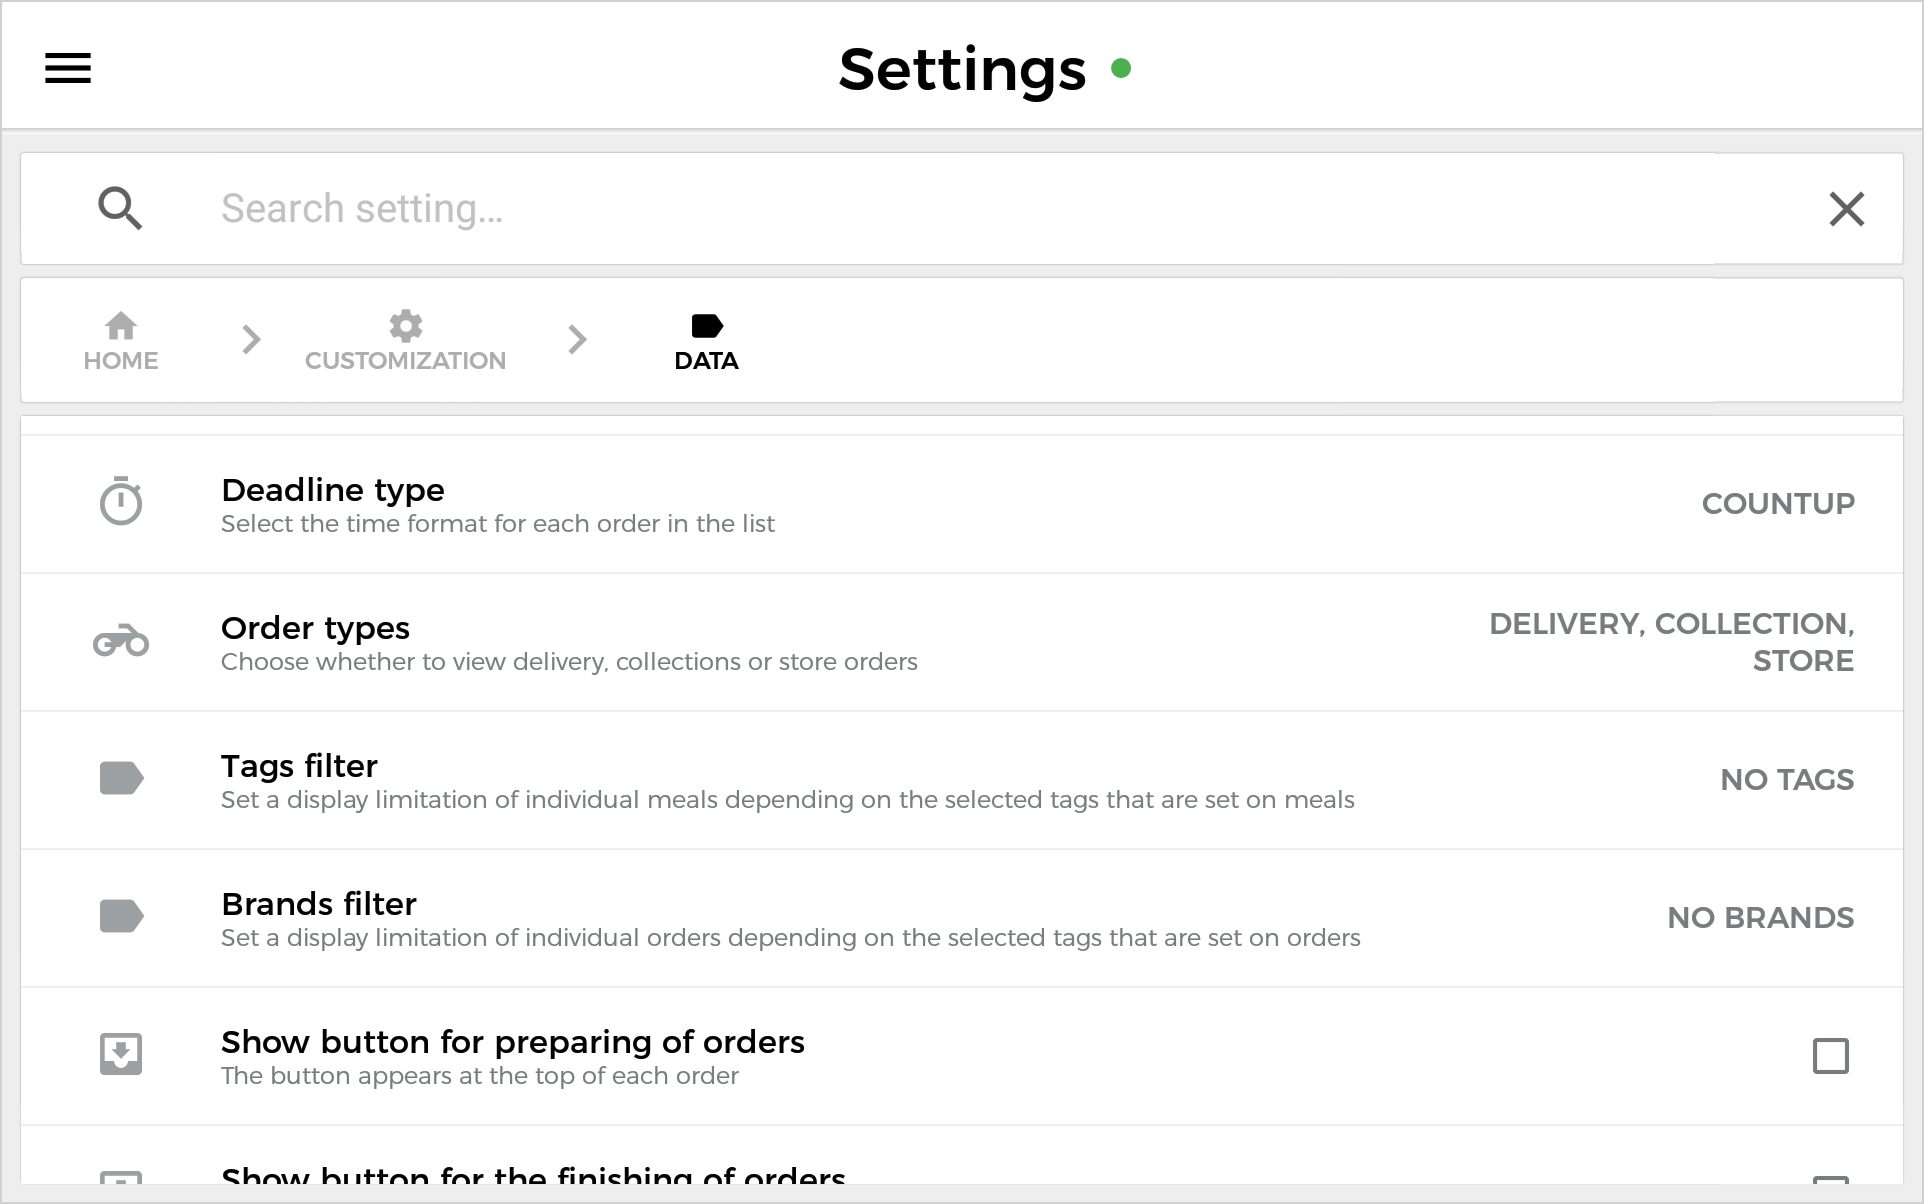 Settings
Search setting...
HOME
CUSTOMIZATION
DATA
Deadline type
Select the time format for each order in the list
COUNTUP
Order types
Choose whether to view delivery, collections or store orders
DELIVERY, COLLECTION,
STORE
Tags filter
Set a display limitation of individual meals depending on the selected tags that are set on meals
NO TAGS
Brands filter
Set a display limitation of individual orders depending on the selected tags that are set on orders
NO BRANDS
Show button for preparing of orders
The button appears at the top of each order
Show button for the finishing of orders